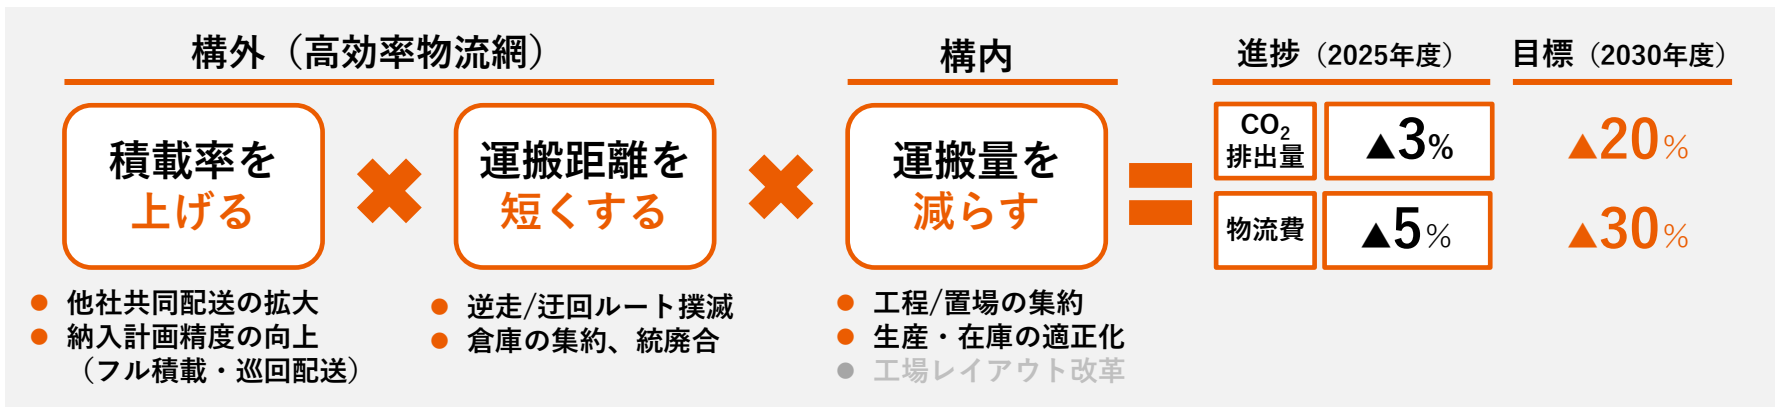 構外（高効率物流網）
積載率を
上げる
✖
運搬距離を
短くする
● 他社共同配送の拡大
● 納入計画精度の向上
（フル積載・巡回配送）
● 逆走/迂回ルート撲滅
● 倉庫の集約、統廃合
✖
構内
運搬量を
減らす
● 工程/置場の集約
● 生産・在庫の適正化
● 工場レイアウト改革
=
進捗（2025年度）
目標（2030年度）
CO₂
排出量
▲3%
▲20%
物流費
▲5%
▲30%